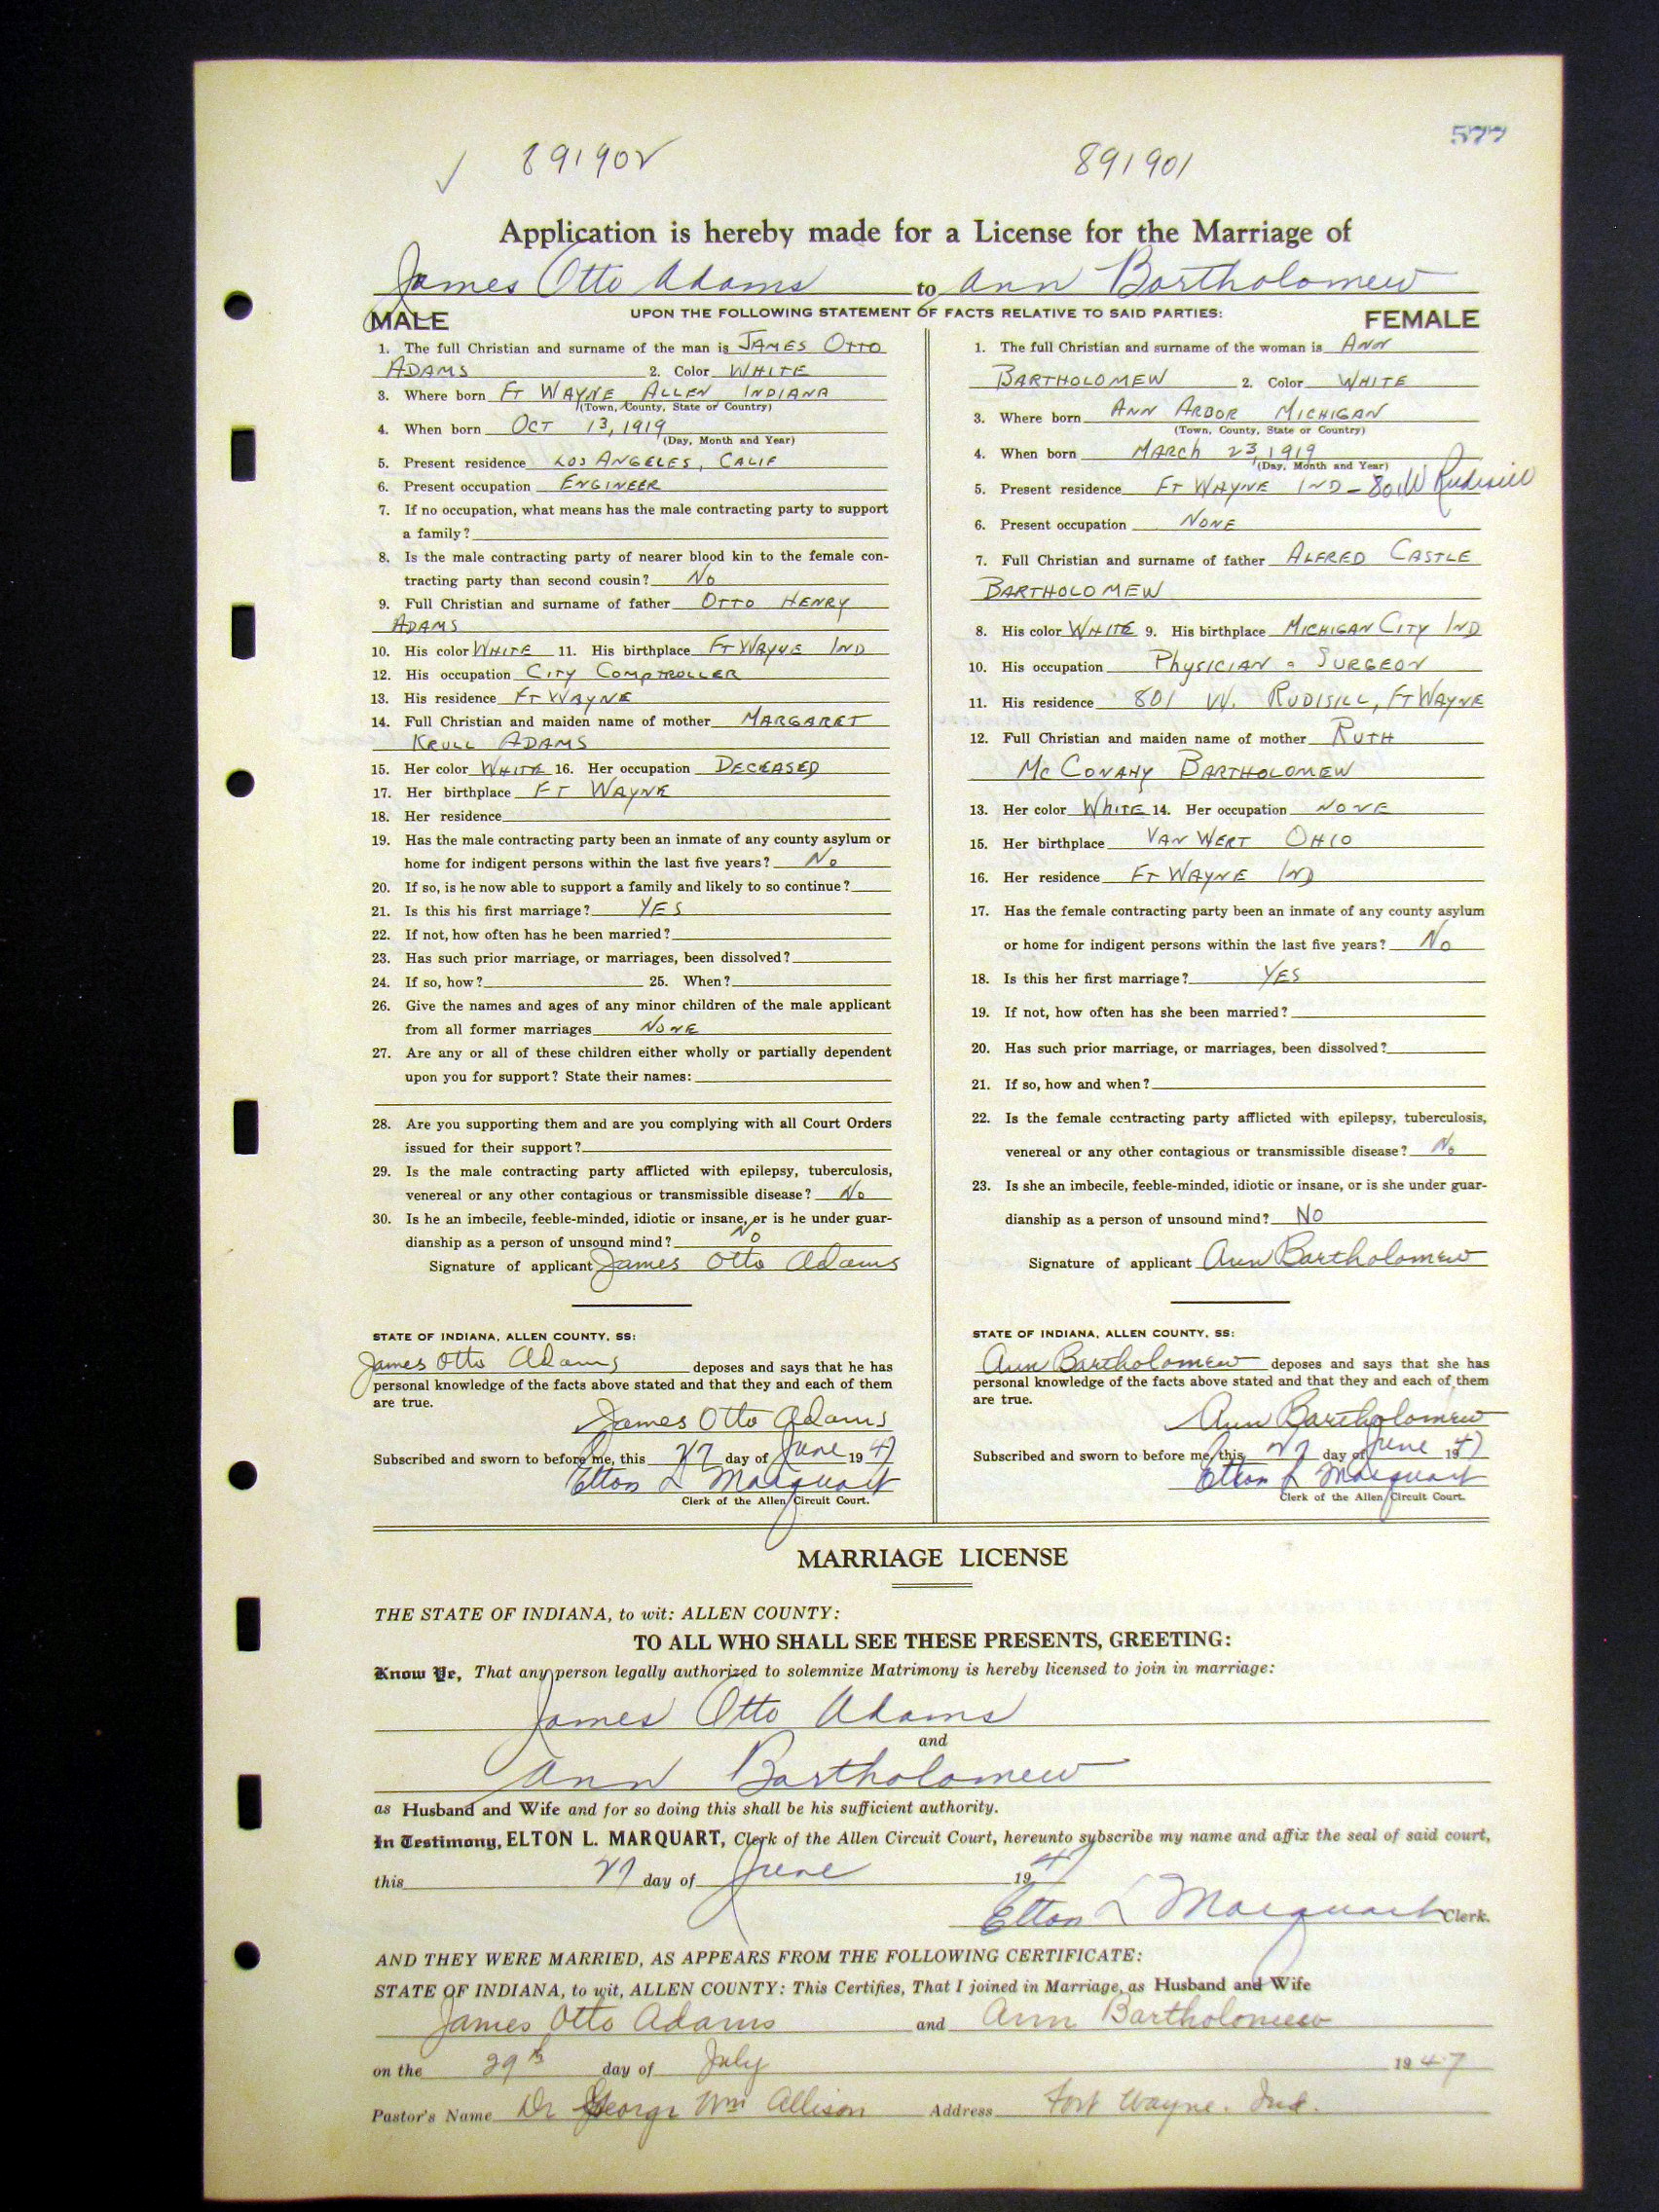 577
✓ 891902 891901
Application is hereby made for a License for the Marriage of
James Otto Adams to Ann Bartholomew
UPON THE FOLLOWING STATEMENT OF FACTS RELATIVE TO SAID PARTIES:
MALE
1. The full Christian and surname of the man is JAMES OTTO
ADAMS 2. Color WHITE
3. Where born FT WAYNE ALLEN INDIANA
(Town, County, State or Country)
4. When born OCT 13, 1919
(Day, Month and Year)
5. Present residence LOS ANGELES, CALIF
6. Present occupation ENGINEER
7. If no occupation, what means has the male contracting party to support
a family?
8. Is the male contracting party of nearer blood kin to the female con-
tracting party than second cousin? No
9. Full Christian and surname of father OTTO HENRY
ADAMS
10. His color WHITE 11. His birthplace FT WAYNE IND
12. His occupation CITY COMPTROLLER
13. His residence FT WAYNE
14. Full Christian and maiden name of mother MARGARET
KRULL ADAMS
15. Her color WHITE 16. Her occupation DECEASED
17. Her birthplace FT WAYNE
18. Her residence
19. Has the male contracting party been an inmate of any county asylum or
home for indigent persons within the last five years? No
20. If so, is he now able to support a family and likely to so continue?
21. Is this his first marriage? YES
22. If not, how often has he been married?
23. Has such prior marriage, or marriages, been dissolved?
24. If so, how? 25. When?
26. Give the names and ages of any minor children of the male applicant
from all former marriages NONE
27. Are any or all of these children either wholly or partially dependent
upon you for support? State their names:
28. Are you supporting them and are you complying with all Court Orders
issued for their support?
29. Is the male contracting party afflicted with epilepsy, tuberculosis,
venereal or any other contagious or transmissible disease? No
30. Is he an imbecile, feeble-minded, idiotic or insane, or is he under guar-
dianship as a person of unsound mind? No
Signature of applicant James Otto Adams
STATE OF INDIANA, ALLEN COUNTY, SS:
James Otto Adams deposes and says that he has
personal knowledge of the facts above stated and that they and each of them
are true.
James Otto Adams
Subscribed and sworn to before me, this 27 day of June 1947
Elton L Marquart
Clerk of the Allen Circuit Court.
FEMALE
1. The full Christian and surname of the woman is ANN
BARTHOLOMEW 2. Color WHITE
3. Where born ANN ARBOR MICHIGAN
(Town, County, State or Country)
4. When born MARCH 23, 1919
(Day, Month and Year)
5. Present residence FT WAYNE IND - 801 W Rudisill
6. Present occupation NONE
7. Full Christian and surname of father ALFRED CASTLE
BARTHOLOMEW
8. His color WHITE 9. His birthplace MICHIGAN CITY IND
10. His occupation PHYSICIAN & SURGEON
11. His residence 801 W. RUDISILL, FT WAYNE
12. Full Christian and maiden name of mother RUTH
McCONAHY BARTHOLOMEW
13. Her color WHITE 14. Her occupation NONE
15. Her birthplace VAN WERT OHIO
16. Her residence FT WAYNE IND
17. Has the female contracting party been an inmate of any county asylum
or home for indigent persons within the last five years? No
18. Is this her first marriage? YES
19. If not, how often has she been married?
20. Has such prior marriage, or marriages, been dissolved?
21. If so, how and when?
22. Is the female contracting party afflicted with epilepsy, tuberculosis,
venereal or any other contagious or transmissible disease? No
23. Is she an imbecile, feeble-minded, idiotic or insane, or is she under guar-
dianship as a person of unsound mind? NO
Signature of applicant Ann Bartholomew
STATE OF INDIANA, ALLEN COUNTY, SS:
Ann Bartholomew deposes and says that she has
personal knowledge of the facts above stated and that they and each of them
are true.
Ann Bartholomew
Subscribed and sworn to before me, this 27 day of June 1947
Elton L Marquart
Clerk of the Allen Circuit Court.
MARRIAGE LICENSE
THE STATE OF INDIANA, to wit: ALLEN COUNTY:
TO ALL WHO SHALL SEE THESE PRESENTS, GREETING:
Know Ye, That any person legally authorized to solemnize Matrimony is hereby licensed to join in marriage:
James Otto Adams
and
Ann Bartholomew
as Husband and Wife and for so doing this shall be his sufficient authority.
In Testimony, ELTON L. MARQUART, Clerk of the Allen Circuit Court, hereunto subscribe my name and affix the seal of said court,
this 27 day of June 1947
Elton L Marquart Clerk.
AND THEY WERE MARRIED, AS APPEARS FROM THE FOLLOWING CERTIFICATE:
STATE OF INDIANA, to wit, ALLEN COUNTY: This Certifies, That I joined in Marriage, as Husband and Wife
James Otto Adams and Ann Bartholomew
on the 29th day of July 1947
Pastor's Name Dr George Wm Allison Address Fort Wayne. Ind.